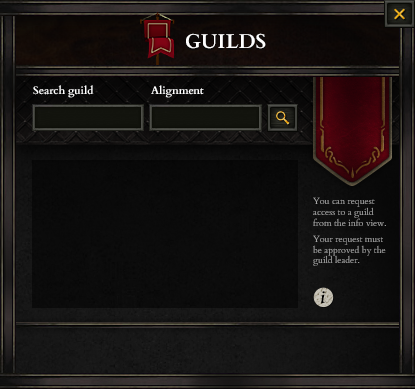 GUILDS
Search guild
Alignment
You can request
access to a guild
from the info view.
Your request must
be approved by the
guild leader.
i